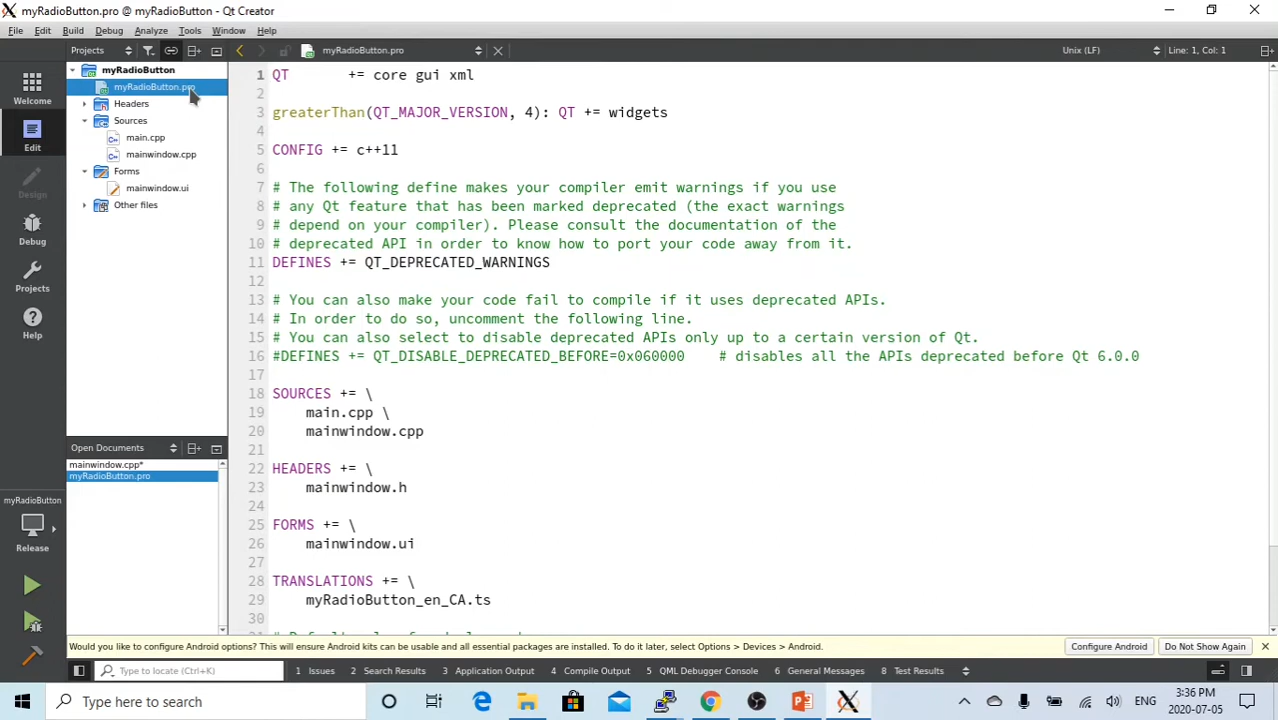 myRadioButton.pro @ myRadioButton - Qt Creator
File Edit Build Debug Analyze Tools Window Help
Projects
myRadioButton.pro
Unix (LF)
Line: 1, Col: 1
Welcome
Edit
Design
Debug
Projects
Help
myRadioButton
Release
myRadioButton
myRadioButton.pro
Headers
Sources
main.cpp
mainwindow.cpp
Forms
mainwindow.ui
Other files
Open Documents
mainwindow.cpp*
myRadioButton.pro
1 QT += core gui xml
2
3 greaterThan(QT_MAJOR_VERSION, 4): QT += widgets
4
5 CONFIG += c++11
6
7 # The following define makes your compiler emit warnings if you use
8 # any Qt feature that has been marked deprecated (the exact warnings
9 # depend on your compiler). Please consult the documentation of the
10 # deprecated API in order to know how to port your code away from it.
11 DEFINES += QT_DEPRECATED_WARNINGS
12
13 # You can also make your code fail to compile if it uses deprecated APIs.
14 # In order to do so, uncomment the following line.
15 # You can also select to disable deprecated APIs only up to a certain version of Qt.
16 #DEFINES += QT_DISABLE_DEPRECATED_BEFORE=0x060000 # disables all the APIs deprecated before Qt 6.0.0
17
18 SOURCES += \
19 main.cpp \
20 mainwindow.cpp
21
22 HEADERS += \
23 mainwindow.h
24
25 FORMS += \
26 mainwindow.ui
27
28 TRANSLATIONS += \
29 myRadioButton_en_CA.ts
30
Would you like to configure Android options? This will ensure Android kits can be usable and all essential packages are installed. To do it later, select Options > Devices > Android.
Configure Android
Do Not Show Again
Type to locate (Ctrl+K)
1 Issues
2 Search Results
3 Application Output
4 Compile Output
5 QML Debugger Console
6 General Messages
8 Test Results
Type here to search
ENG
3:36 PM
2020-07-05